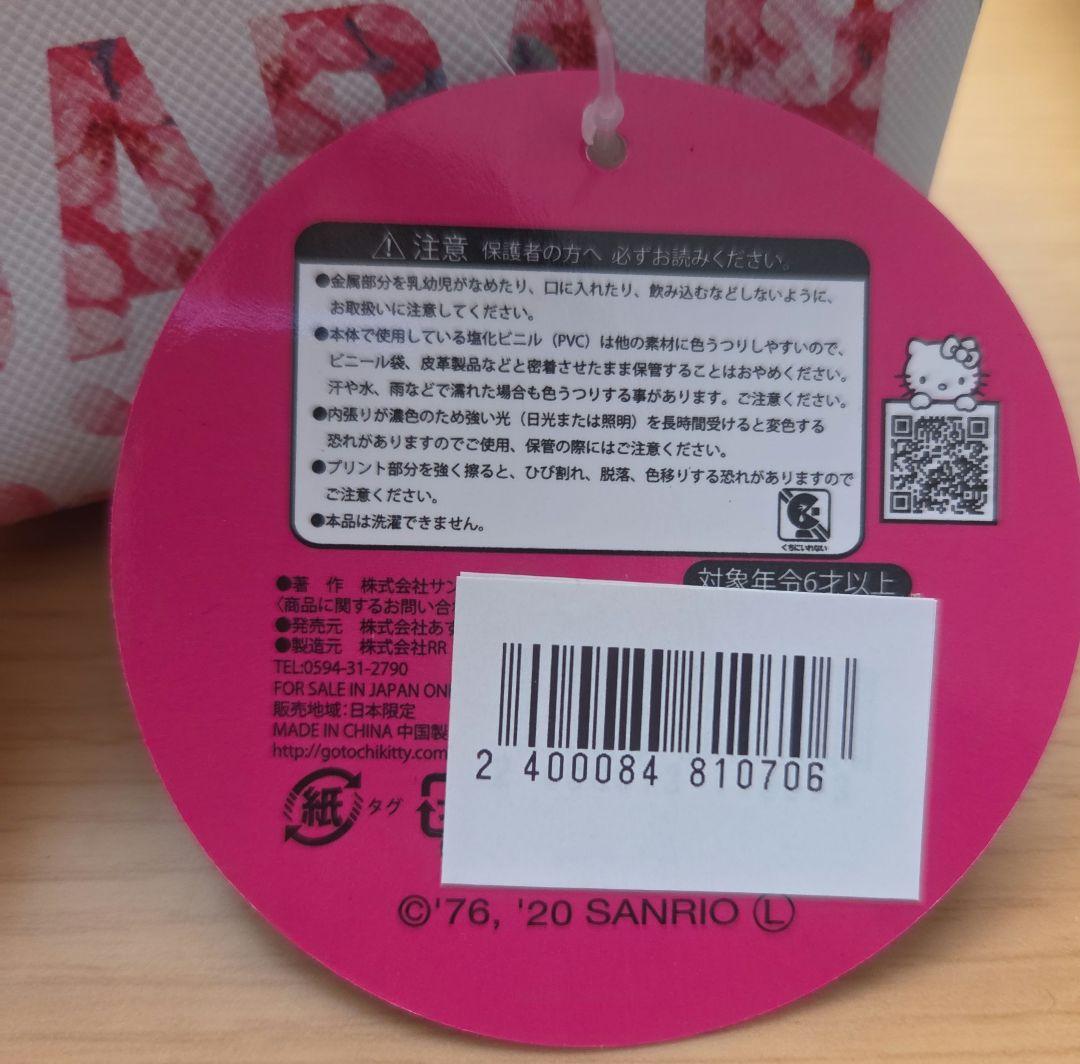 JAPAN
⚠注意 保護者の方へ 必ずお読みください。
●金属部分を乳幼児がなめたり、口に入れたり、飲み込むなどしないように、
お取扱いに注意してください。
●本体で使用している塩化ビニル（PVC）は他の素材に色うつりしやすいので、
ビニール袋、皮革製品などと密着させたまま保管することはおやめください。
汗や水、雨などで濡れた場合も色うつりする事があります。ご注意ください。
●内張りが濃色のため強い光（日光または照明）を長時間受けると変色する
恐れがありますのでご使用、保管の際にはご注意ください。
●プリント部分を強く擦ると、ひび割れ、脱落、色移りする恐れがありますので
ご注意ください。
●本品は洗濯できません。
くちにいれない
対象年令6才以上
●著 作 株式会社サン
〈商品に関するお問い合
●発売元 株式会社あす
●製造元 株式会社RR
TEL:0594-31-2790
FOR SALE IN JAPAN ON
販売地域:日本限定
MADE IN CHINA 中国製
http://gotochikitty.com
紙 タグ
2 400084 810706
©'76, '20 SANRIO Ⓛ